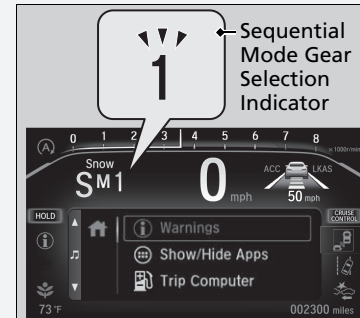 1
Sequential
Mode Gear
Selection
Indicator
0 1 2 3 4 5 6 7 8
x1000r/min
A
Snow
SM1
0 mph
ACC LKAS
50 mph
HOLD
CRUISE
CONTROL
i Warnings
Show/Hide Apps
Trip Computer
73 °F
002300 miles